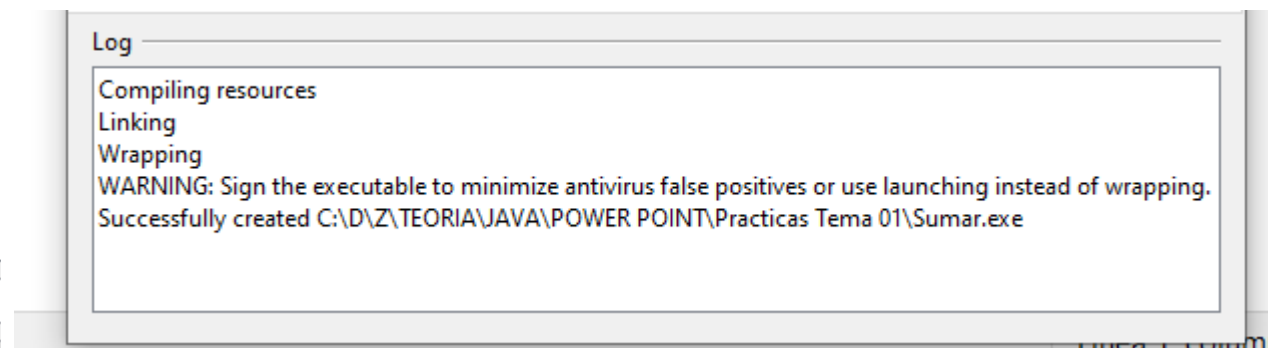 Log
Compiling resources
Linking
Wrapping
WARNING: Sign the executable to minimize antivirus false positives or use launching instead of wrapping.
Successfully created C:\D\Z\TEORIA\JAVA\POWER POINT\Practicas Tema 01\Sumar.exe